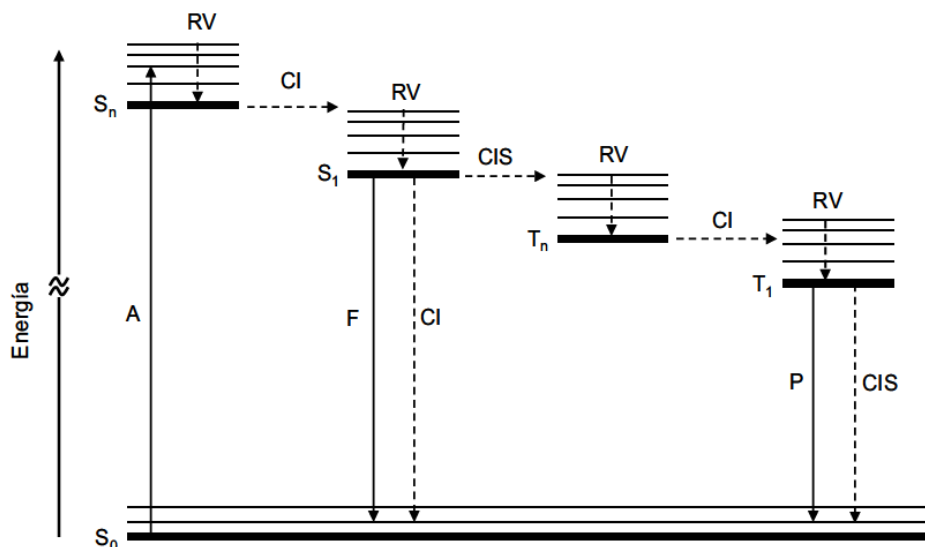 RV
CI
Sₙ
RV
CIS
S₁
RV
CI
Tₙ
RV
T₁
Energía
A
F
CI
P
CIS
S₀